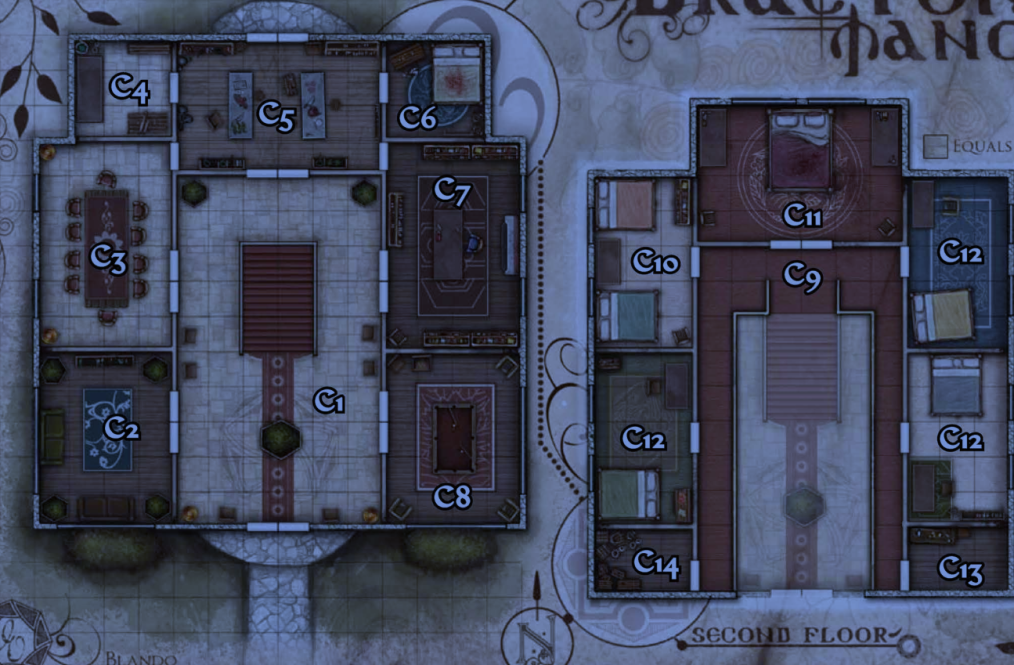 C4
C5
C6
C3
C7
C1
C2
C8
C11
C10
C9
C12
C12
C12
C14
C13
EQUALS
SECOND FLOOR
N
BLANDO